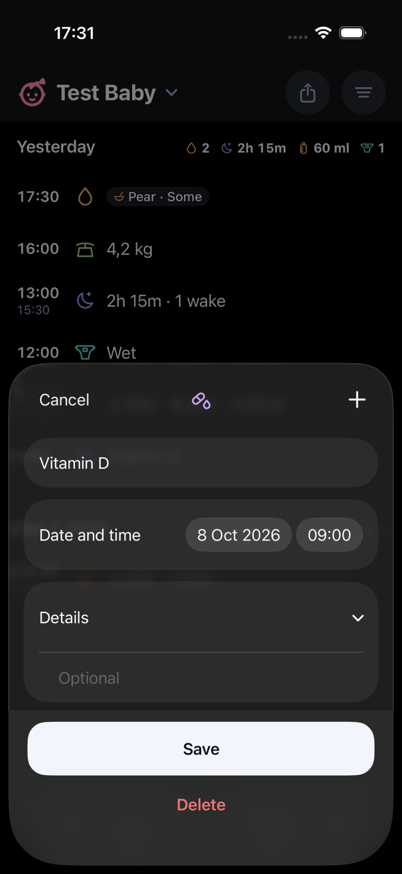 17:31
Test Baby
Yesterday 2 2h 15m 60 ml 1
17:30 Pear · Some
16:00 4,2 kg
13:00 2h 15m · 1 wake
15:30
12:00 Wet
Cancel
Vitamin D
Date and time 8 Oct 2026 09:00
Details
Optional
Save
Delete